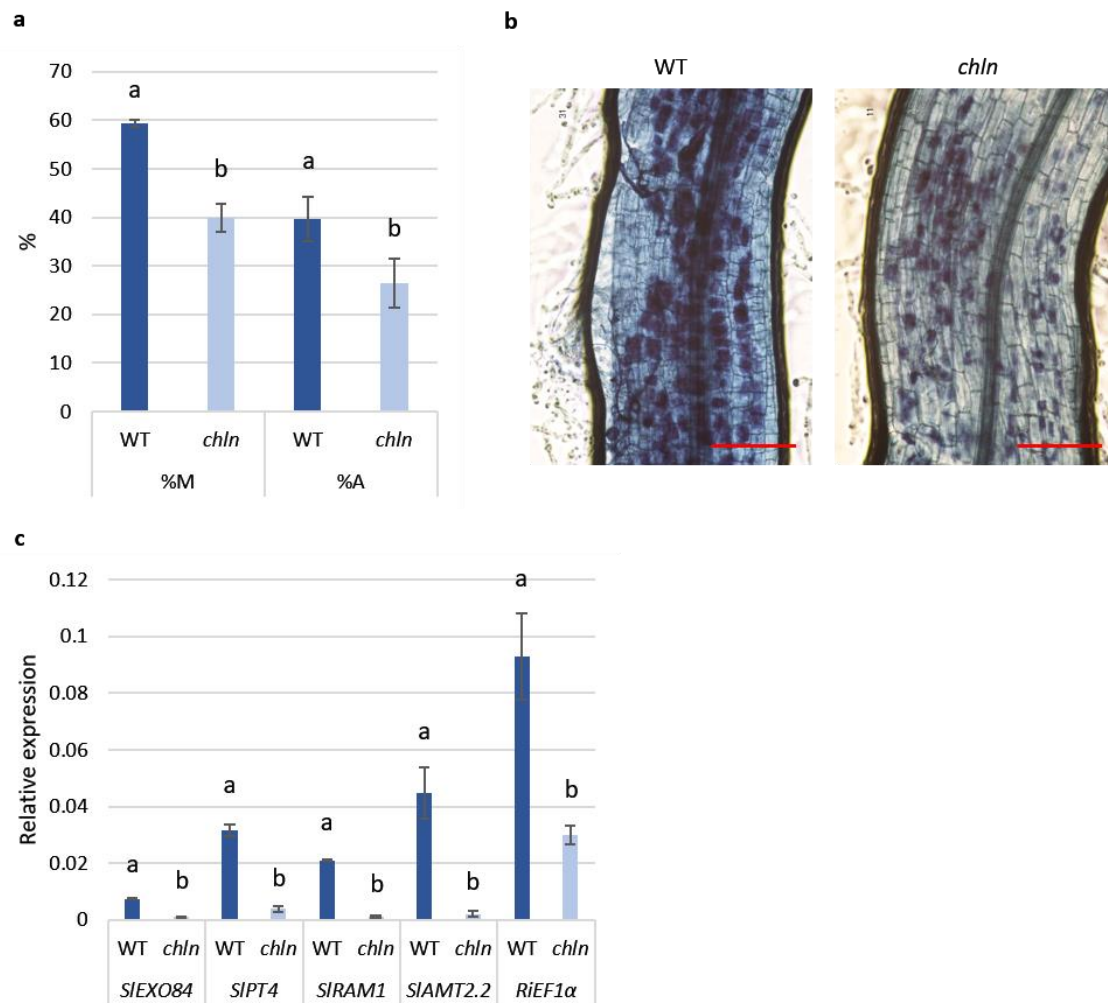 a
70
60
50
40
30
20
10
0
%
a
b
a
b
WT chln WT chln
%M %A
b
WT chln
31
11
c
0.12
0.1
0.08
0.06
0.04
0.02
0
Relative expression
a b a b a b a b a b
WT chln WT chln WT chln WT chln WT chln
SlEXO84 SlPT4 SlRAM1 SlAMT2.2 RiEF1α